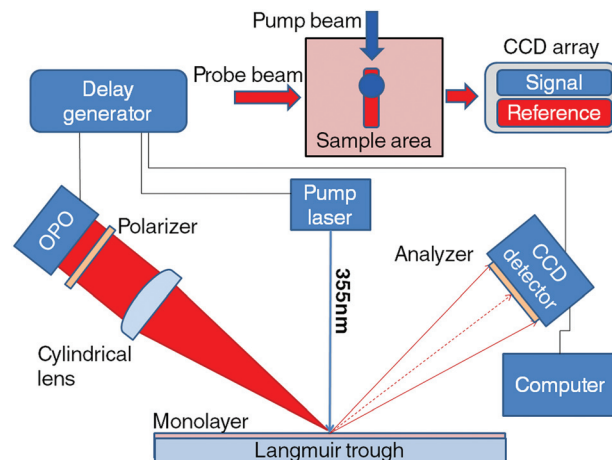 Pump beam
CCD array
Delay
generator
Probe beam
Signal
Reference
Sample area
OPO
Polarizer
Pump
laser
Analyzer
CCD
detector
355nm
Cylindrical
lens
Computer
Monolayer
Langmuir trough